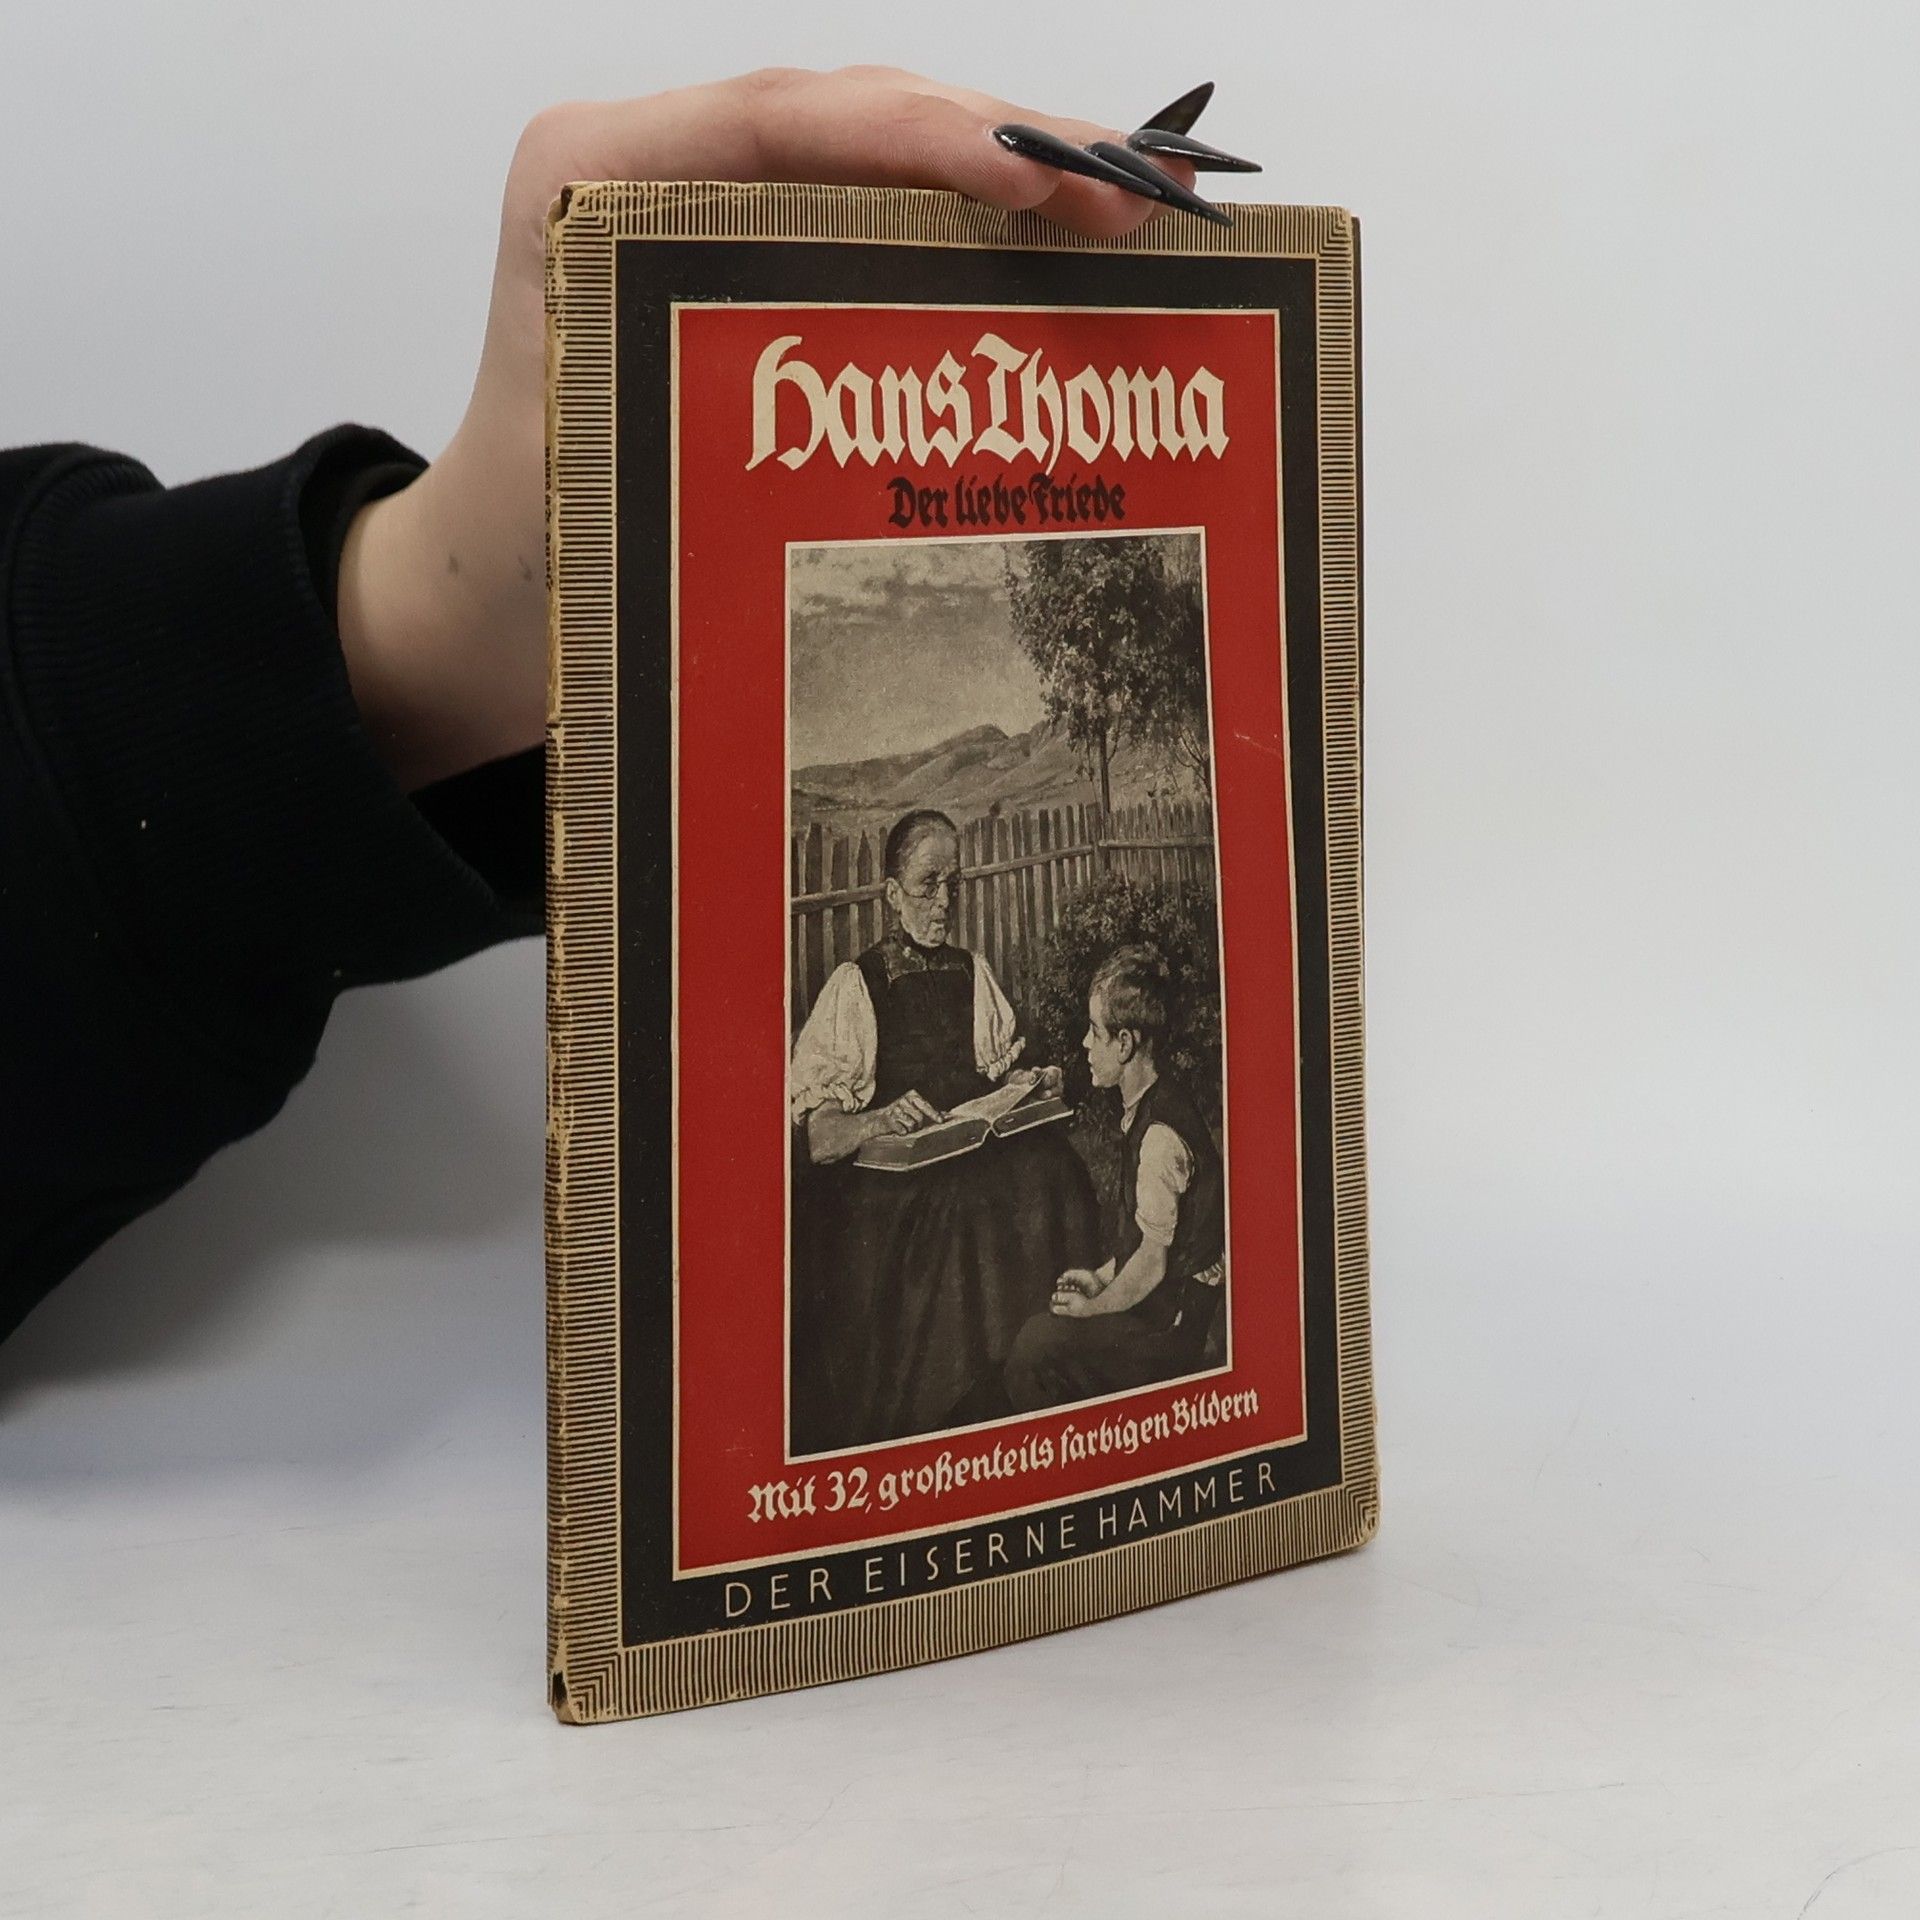 Hans Thoma
Der liebe Friede
Mit 32, großenteils farbigen Bildern
DER EISERNE HAMMER